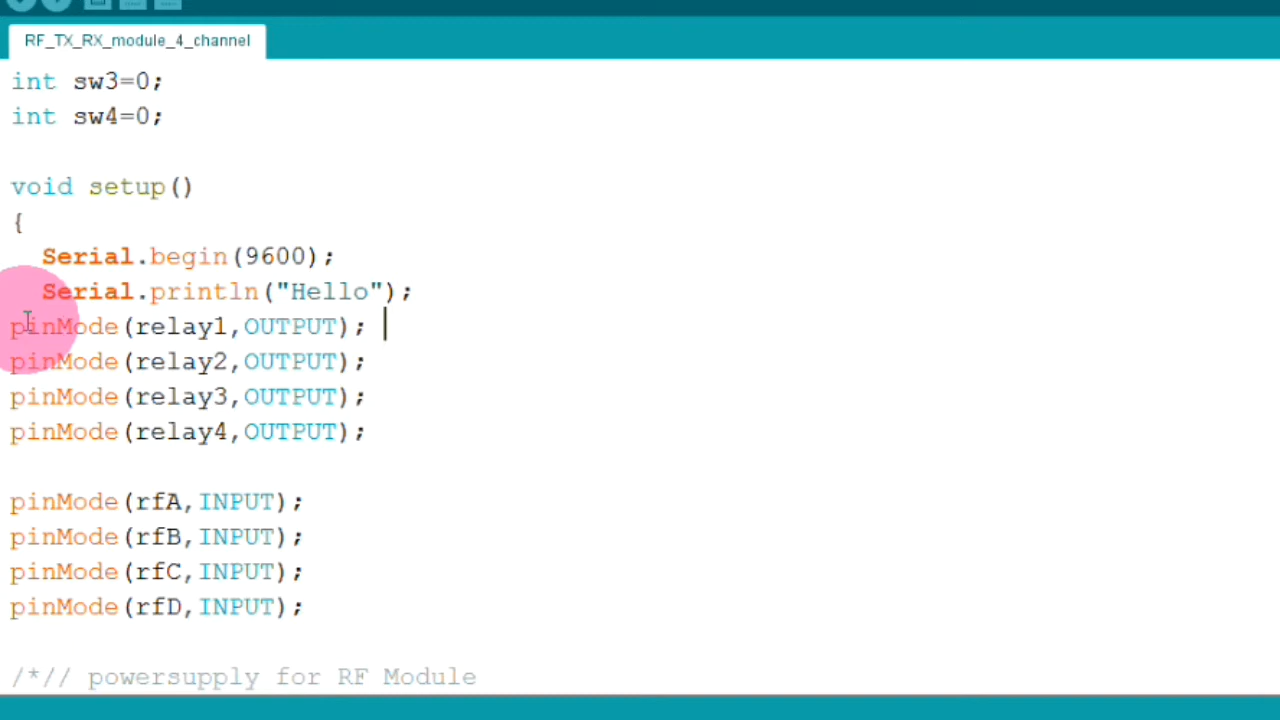 RF_TX_RX_module_4_channel
int sw3=0;
int sw4=0;
void setup()
{
Serial.begin(9600);
Serial.println("Hello");
pinMode(relay1,OUTPUT);
pinMode(relay2,OUTPUT);
pinMode(relay3,OUTPUT);
pinMode(relay4,OUTPUT);
pinMode(rfA,INPUT);
pinMode(rfB,INPUT);
pinMode(rfC,INPUT);
pinMode(rfD,INPUT);
/*// powersupply for RF Module